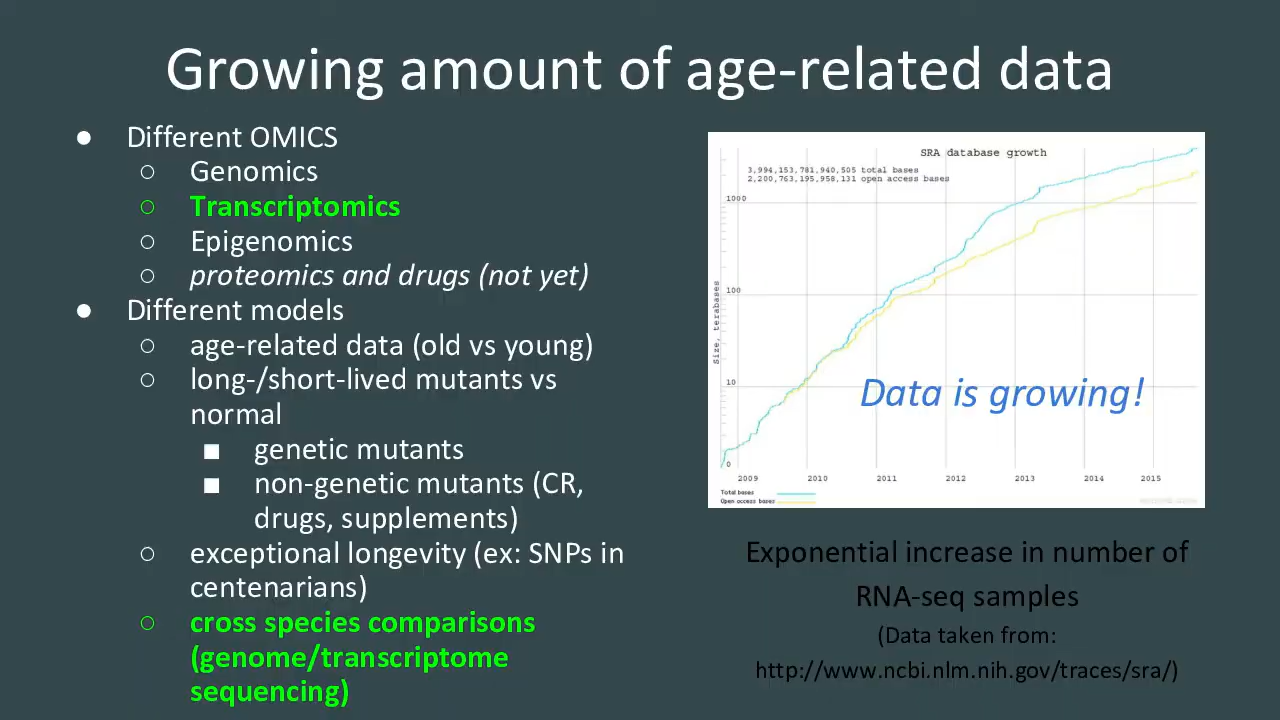 Growing amount of age-related data
● Different OMICS
○ Genomics
○ Transcriptomics
○ Epigenomics
○ proteomics and drugs (not yet)
● Different models
○ age-related data (old vs young)
○ long-/short-lived mutants vs
normal
■ genetic mutants
■ non-genetic mutants (CR,
drugs, supplements)
○ exceptional longevity (ex: SNPs in
centenarians)
○ cross species comparisons
(genome/transcriptome
sequencing)
SRA database growth
3,994,153,781,940,505 total bases
2,200,763,195,958,131 open access bases
1000
100
10
0
Size, terabases
Data is growing!
2009 2010 2011 2012 2013 2014 2015
Total bases
Open access bases
Exponential increase in number of
RNA-seq samples
(Data taken from:
http://www.ncbi.nlm.nih.gov/traces/sra/)